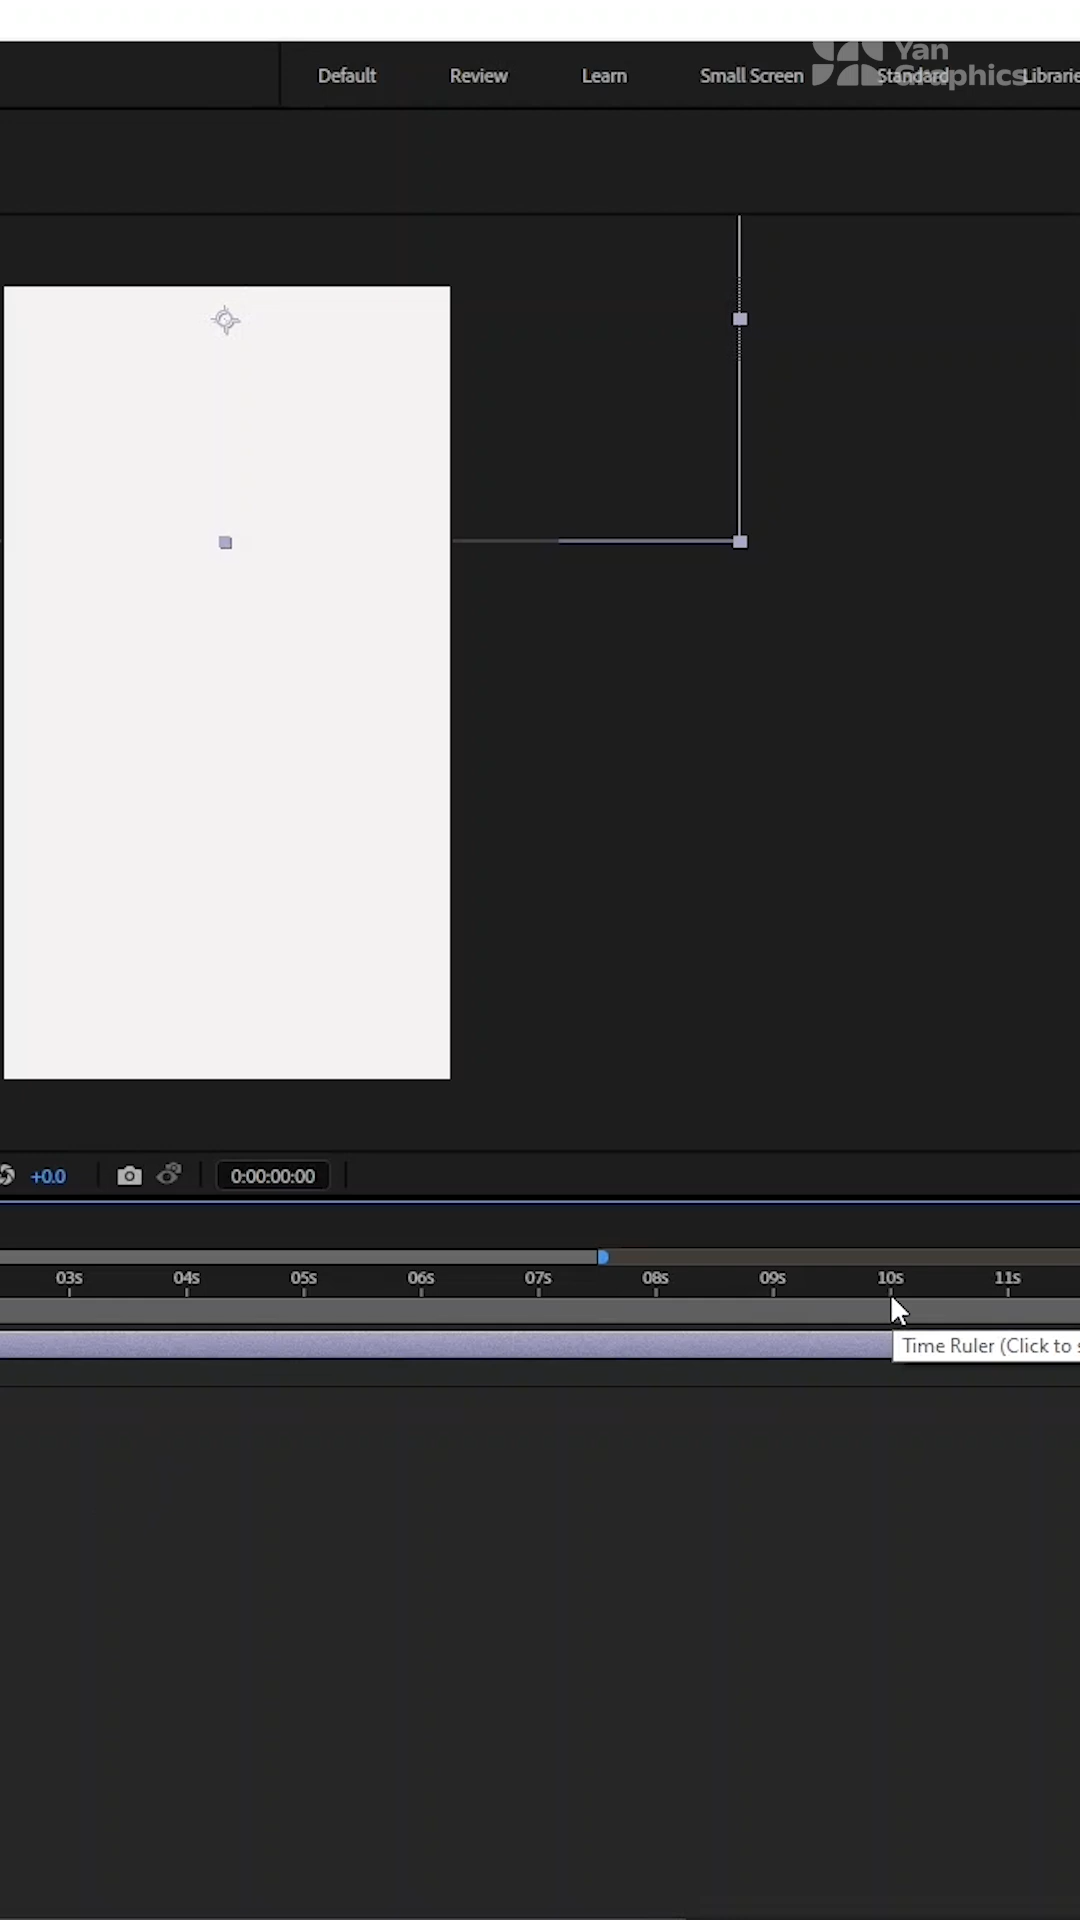 Yan
Graphics
Default Review Learn Small Screen Standard Librarie
+0.0 0:00:00:00
03s 04s 05s 06s 07s 08s 09s 10s 11s
Time Ruler (Click to s